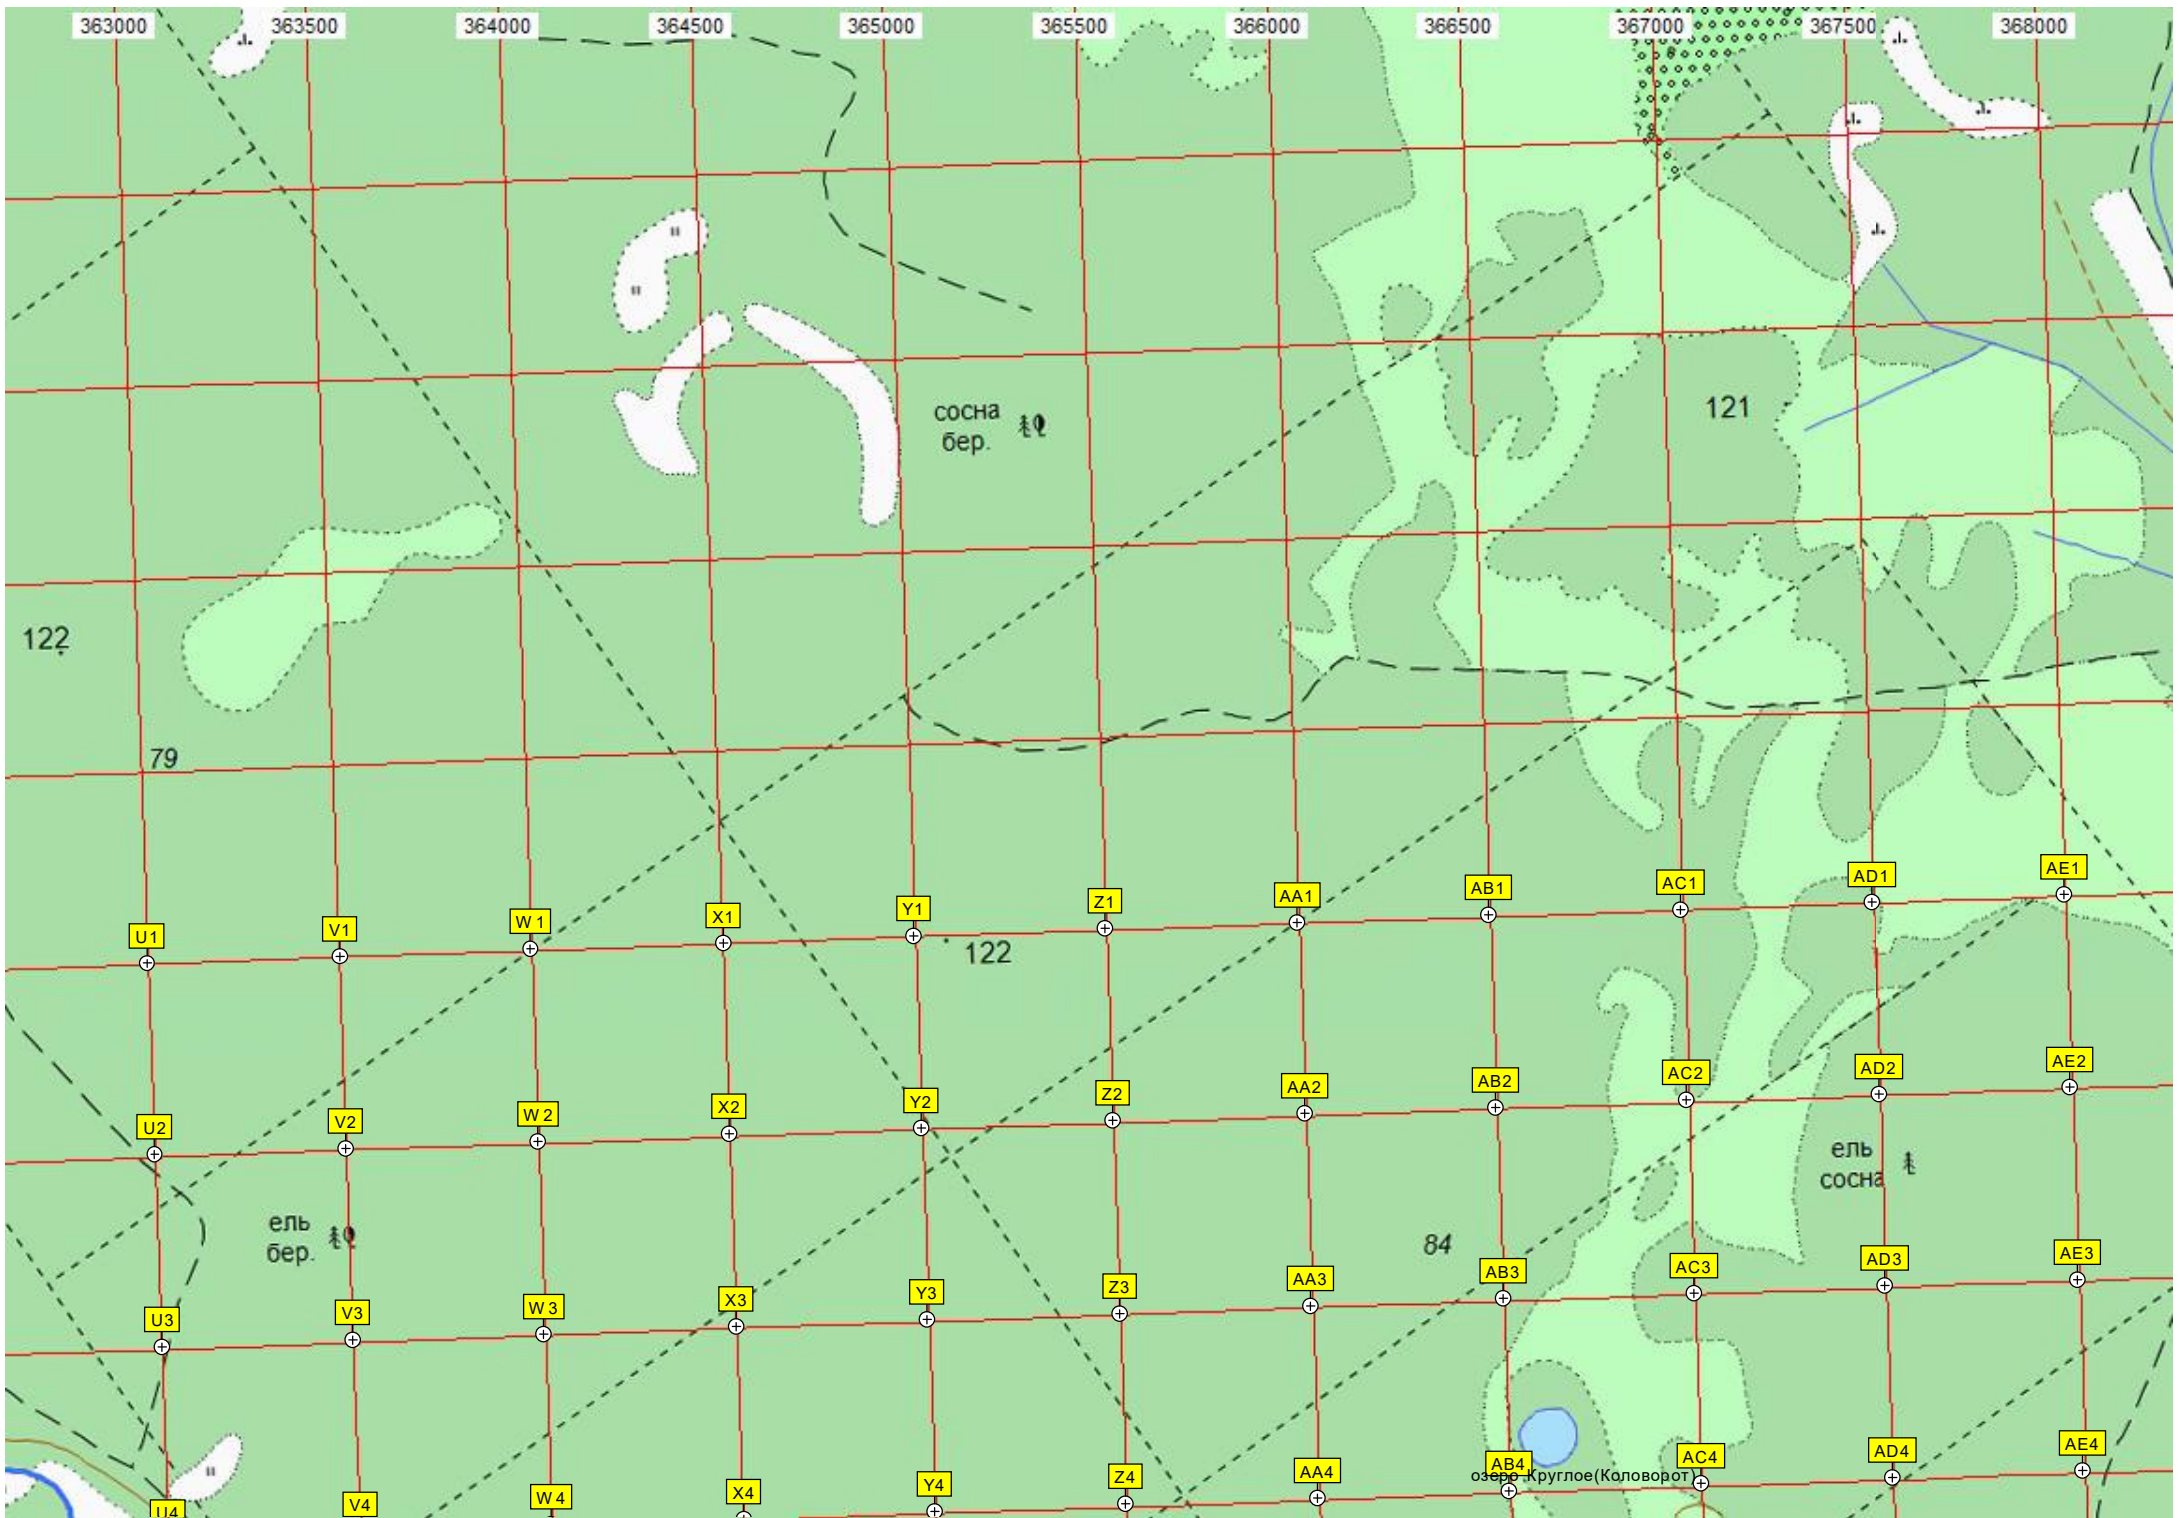 363000 363500 364000 364500 365000 365500 366000 366500 367000 367500 368000
сосна
бер.
121
122
79
U1 V1 W1 X1 Y1 Z1 AA1 AB1 AC1 AD1 AE1
122
U2 V2 W2 X2 Y2 Z2 AA2 AB2 AC2 AD2 AE2
ель
сосна
ель
бер.
84
U3 V3 W3 X3 Y3 Z3 AA3 AB3 AC3 AD3 AE3
U4 V4 W4 X4 Y4 Z4 AA4 AB4 AC4 AD4 AE4
озеро Круглое(Коловорот)